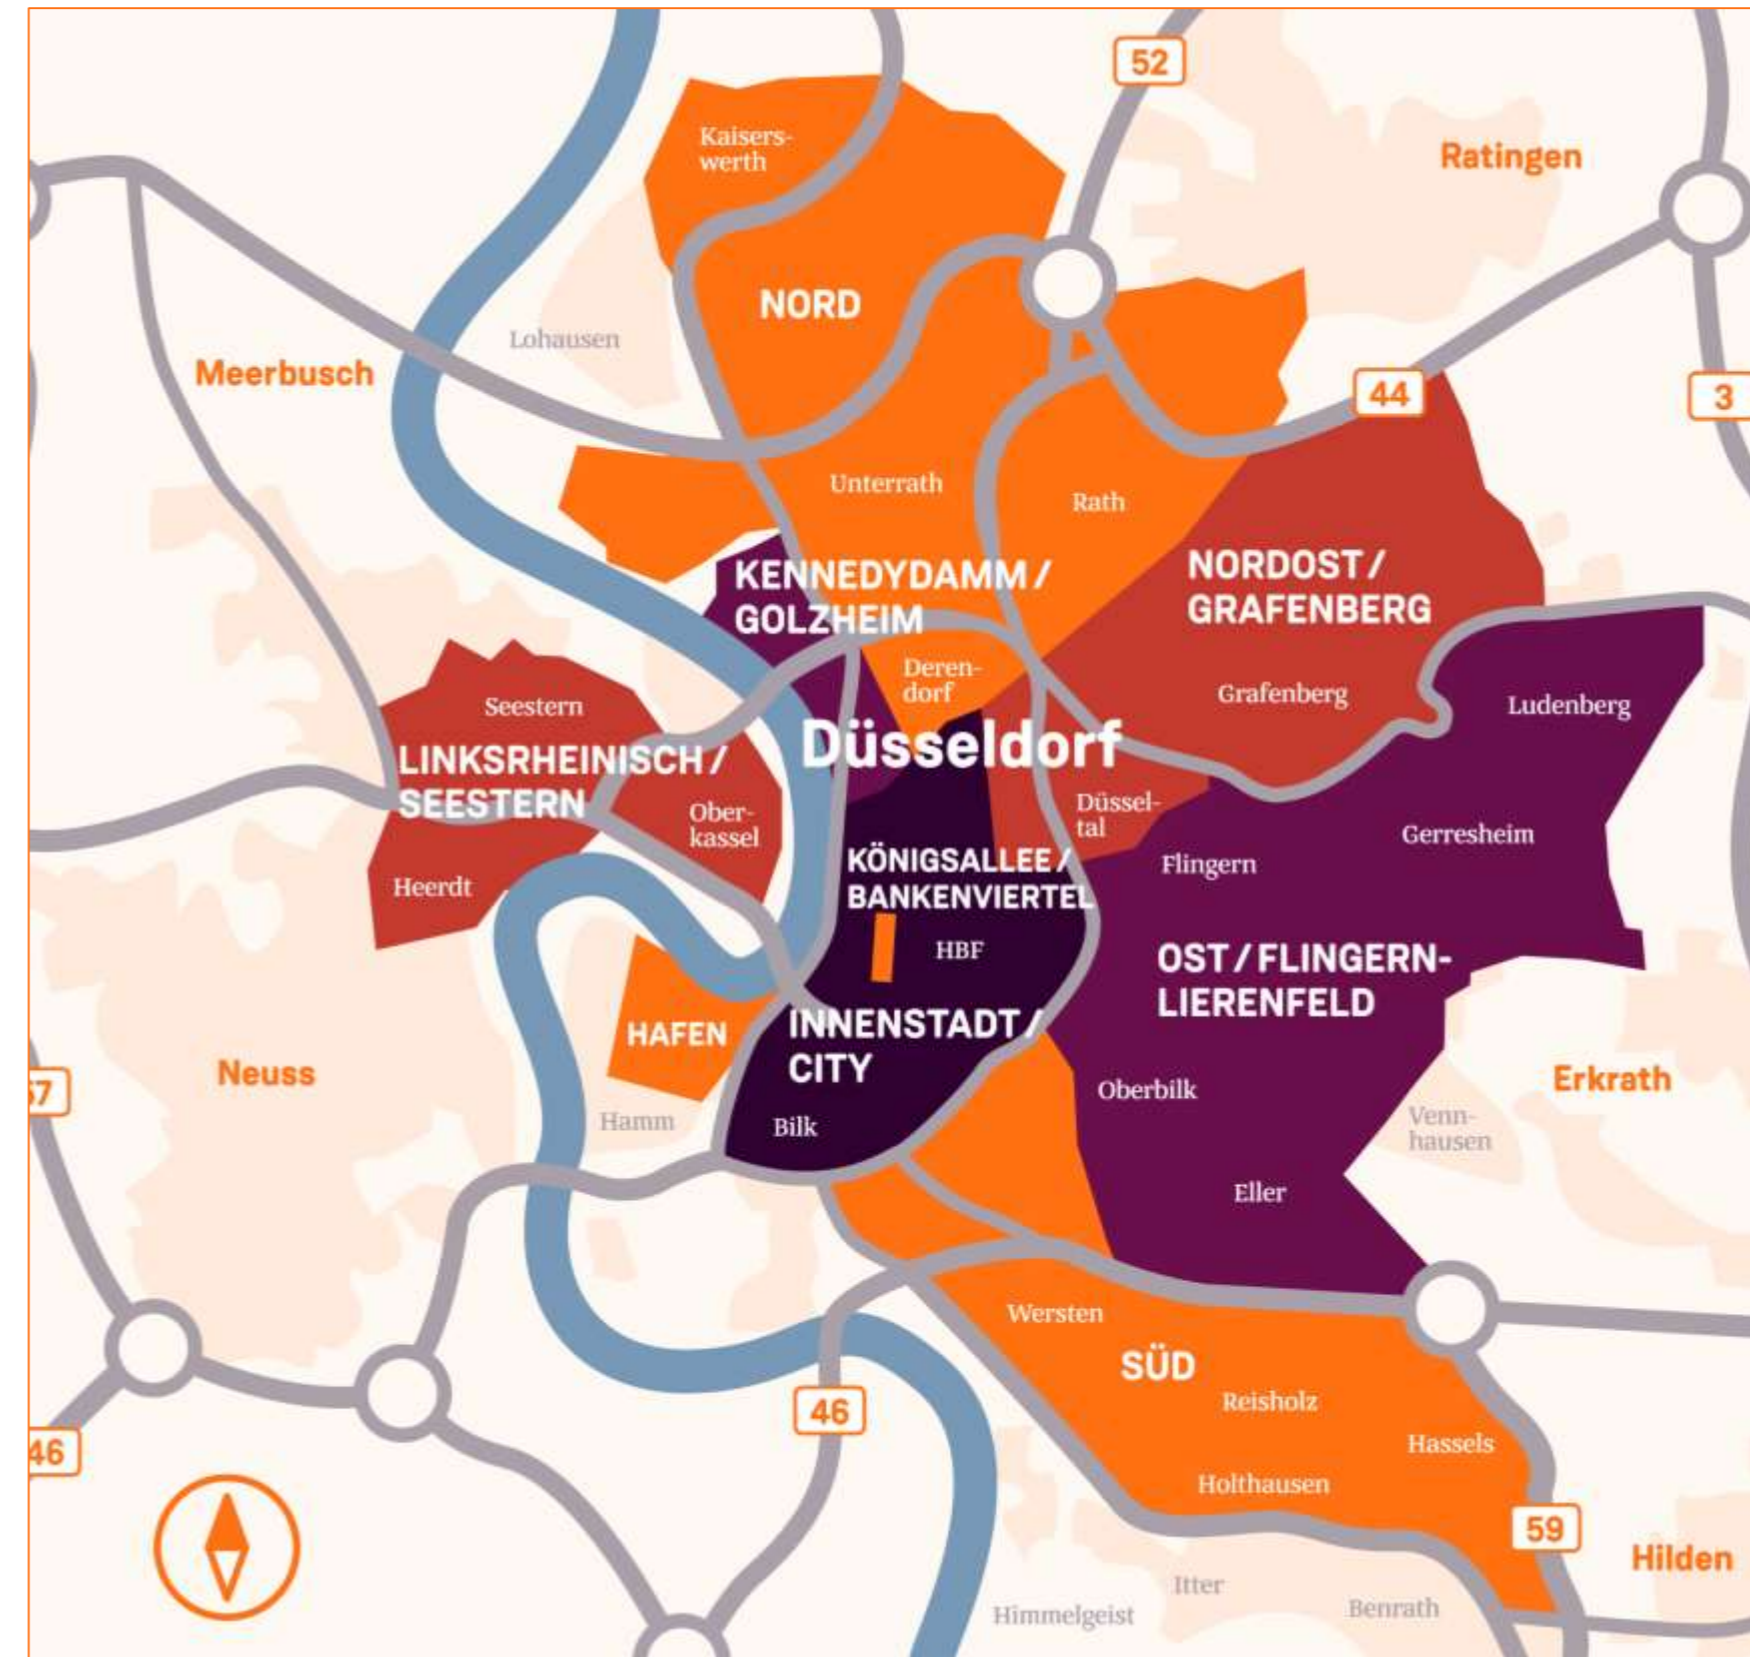 52
Kaisers-
werth
Ratingen
NORD
Lohausen
Meerbusch
44
3
Unterrath
Rath
KENNEDYDAMM /
GOLZHEIM
NORDOST /
GRAFENBERG
Deren-
dorf
Grafenberg
Ludenberg
Seestern
Düsseldorf
LINKSRHEINISCH /
SEESTERN
Ober-
kassel
Düssel-
tal
Gerresheim
KÖNIGSALLEE /
BANKENVIERTEL
Flingern
Heerdt
HBF
OST / FLINGERN-
LIERENFELD
HAFEN
INNENSTADT /
CITY
Neuss
57
Oberbilk
Erkrath
Hamm
Bilk
Venn-
hausen
Eller
Wersten
SÜD
Reisholz
46
46
Hassels
Holthausen
59
Hilden
Itter
Himmelgeist
Benrath